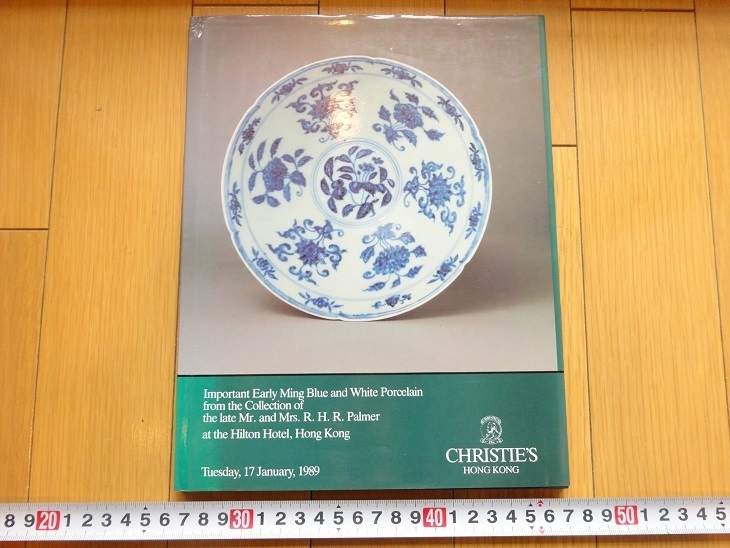 Important Early Ming Blue and White Porcelain
from the Collection of
the late Mr. and Mrs. R. H. R. Palmer
at the Hilton Hotel, Hong Kong
Tuesday, 17 January, 1989
CHRISTIE'S
HONG KONG
8 9 20 1 2 3 4 5 6 7 8 9 30 1 2 3 4 5 6 7 8 9 40 1 2 3 4 5 6 7 8 9 50 1 2 3 4 5